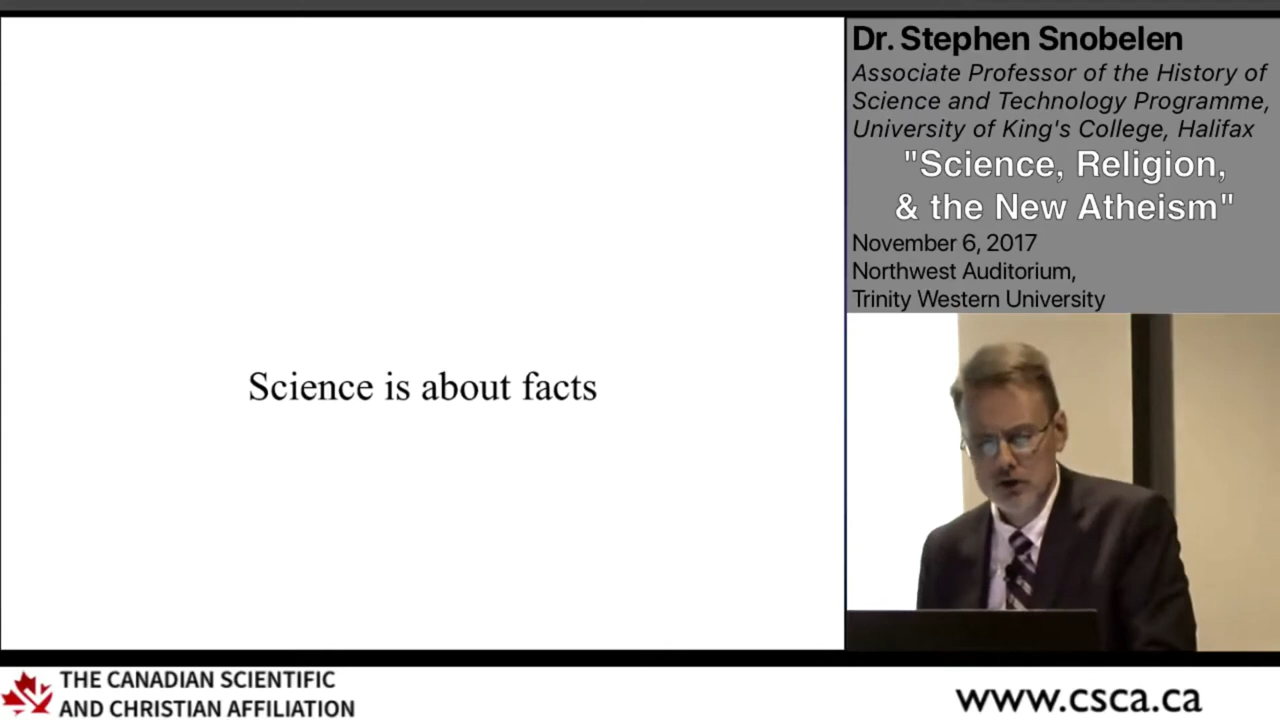 Science is about facts
Dr. Stephen Snobelen
Associate Professor of the History of
Science and Technology Programme,
University of King's College, Halifax
"Science, Religion,
& the New Atheism"
November 6, 2017
Northwest Auditorium,
Trinity Western University
THE CANADIAN SCIENTIFIC
AND CHRISTIAN AFFILIATION
www.csca.ca